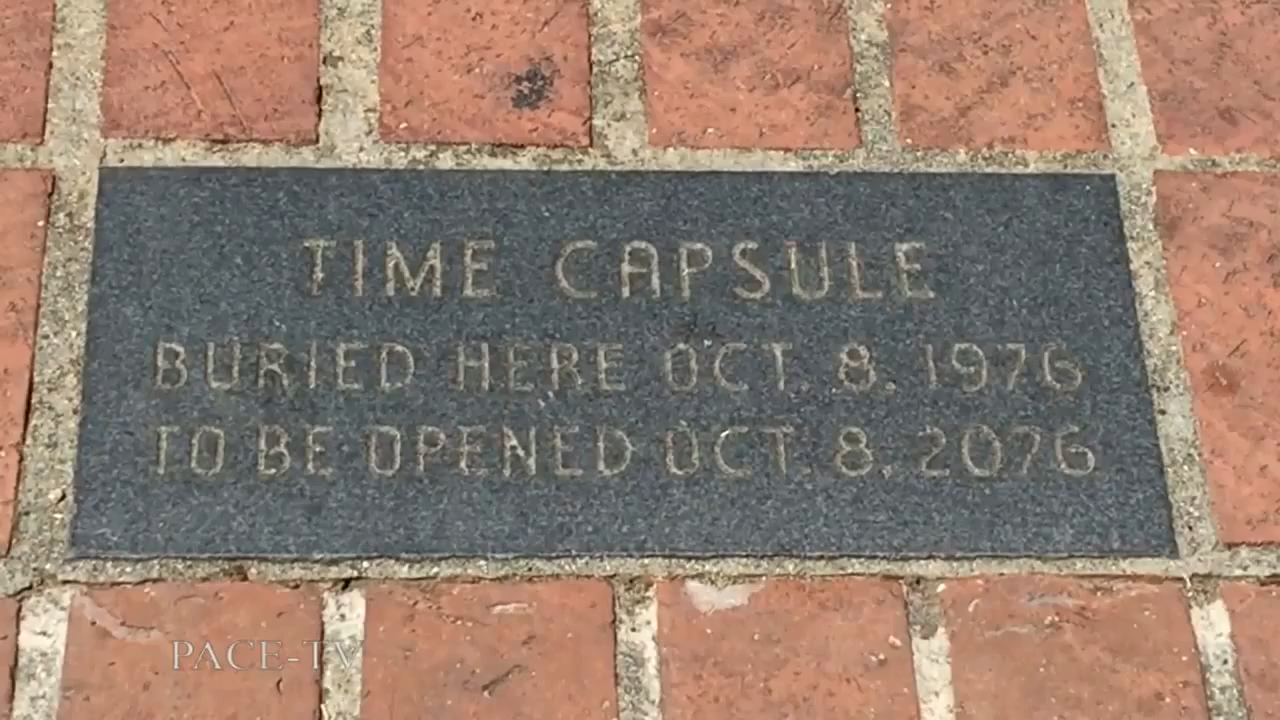 TIME CAPSULE
BURIED HERE OCT. 8, 1976
TO BE OPENED OCT. 8, 2076
PACE-TV